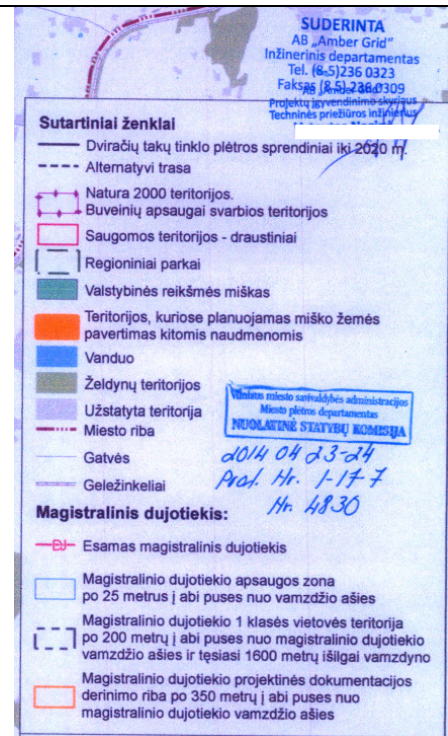 SUDERINTA
AB „Amber Grid"
Inžinerinis departamentas
Tel. (8-5)236 0323
Faksas (8-5) 236 0309
AB „Amber Grid"
Projektų įgyvendinimo skyriaus
Techninės priežiūros inžinierius
Sutartiniai ženklai
Dviračių takų tinklo plėtros sprendiniai iki 2020 m.
Alternatyvi trasa
Natura 2000 teritorijos.
Buveinių apsaugai svarbios teritorijos
Saugomos teritorijos - draustiniai
Regioniniai parkai
Valstybinės reikšmės miškas
Teritorijos, kuriose planuojamas miško žemės
pavertimas kitomis naudmenomis
Vanduo
Želdynų teritorijos
Užstatyta teritorija
Miesto riba
Gatvės
Geležinkeliai
Vilniaus miesto savivaldybės administracijos
Miesto plėtros departamentas
NUOLATINĖ STATYBŲ KOMISIJA
2014 04 23-24
Prot. Nr. 1-17-7
Nr. 4830
Magistralinis dujotiekis:
Esamas magistralinis dujotiekis
Magistralinio dujotiekio apsaugos zona
po 25 metrus į abi puses nuo vamzdžio ašies
Magistralinio dujotiekio 1 klasės vietovės teritorija
po 200 metrų į abi puses nuo magistralinio dujotiekio
vamzdžio ašies ir tęsiasi 1600 metrų išilgai vamzdyno
Magistralinio dujotiekio projektinės dokumentacijos
derinimo riba po 350 metrų į abi puses nuo
magistralinio dujotiekio vamzdžio ašies